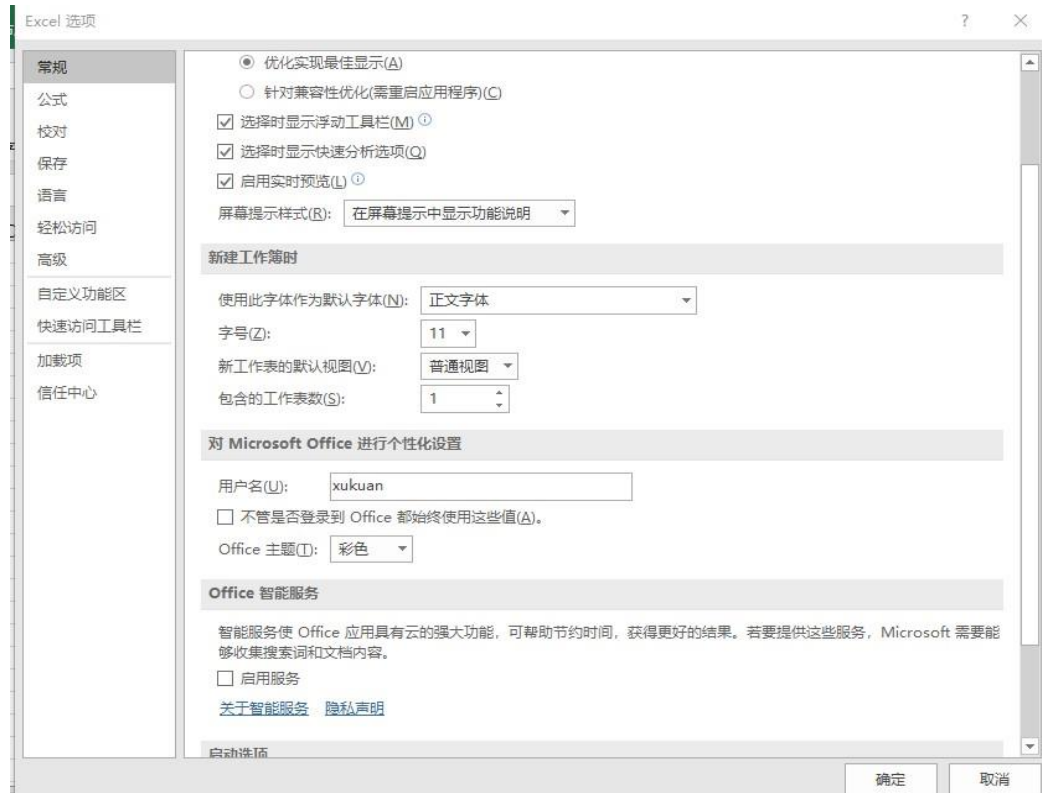 Excel 选项
?
常规
公式
校对
保存
语言
轻松访问
高级
自定义功能区
快速访问工具栏
加载项
信任中心
优化实现最佳显示(A)
针对兼容性优化(需重启应用程序)(C)
选择时显示浮动工具栏(M)
选择时显示快速分析选项(Q)
启用实时预览(L)
屏幕提示样式(R): 在屏幕提示中显示功能说明
新建工作簿时
使用此字体作为默认字体(N): 正文字体
字号(Z): 11
新工作表的默认视图(V): 普通视图
包含的工作表数(S): 1
对 Microsoft Office 进行个性化设置
用户名(U): xukuan
不管是否登录到 Office 都始终使用这些值(A)。
Office 主题(T): 彩色
Office 智能服务
智能服务使 Office 应用具有云的强大功能，可帮助节约时间，获得更好的结果。若要提供这些服务，Microsoft 需要能
够收集搜索词和文档内容。
启用服务
关于智能服务 隐私声明
启动选项
确定 取消